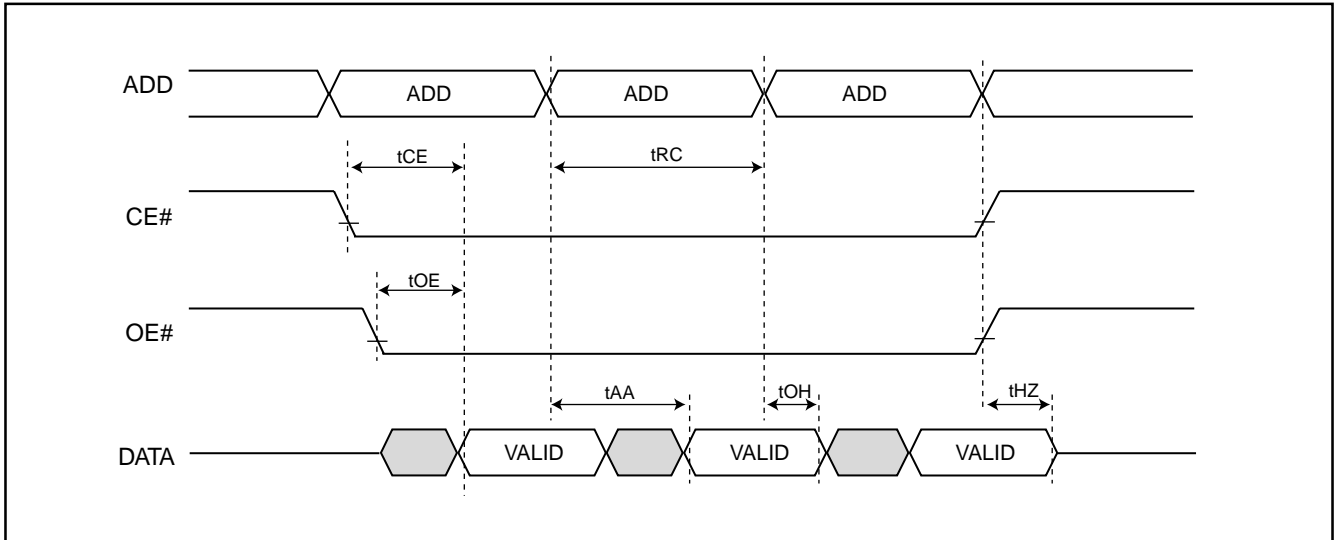 ADD
ADD
ADD
ADD
tCE
tRC
CE#
tOE
OE#
tAA
tOH
tHZ
DATA
VALID
VALID
VALID